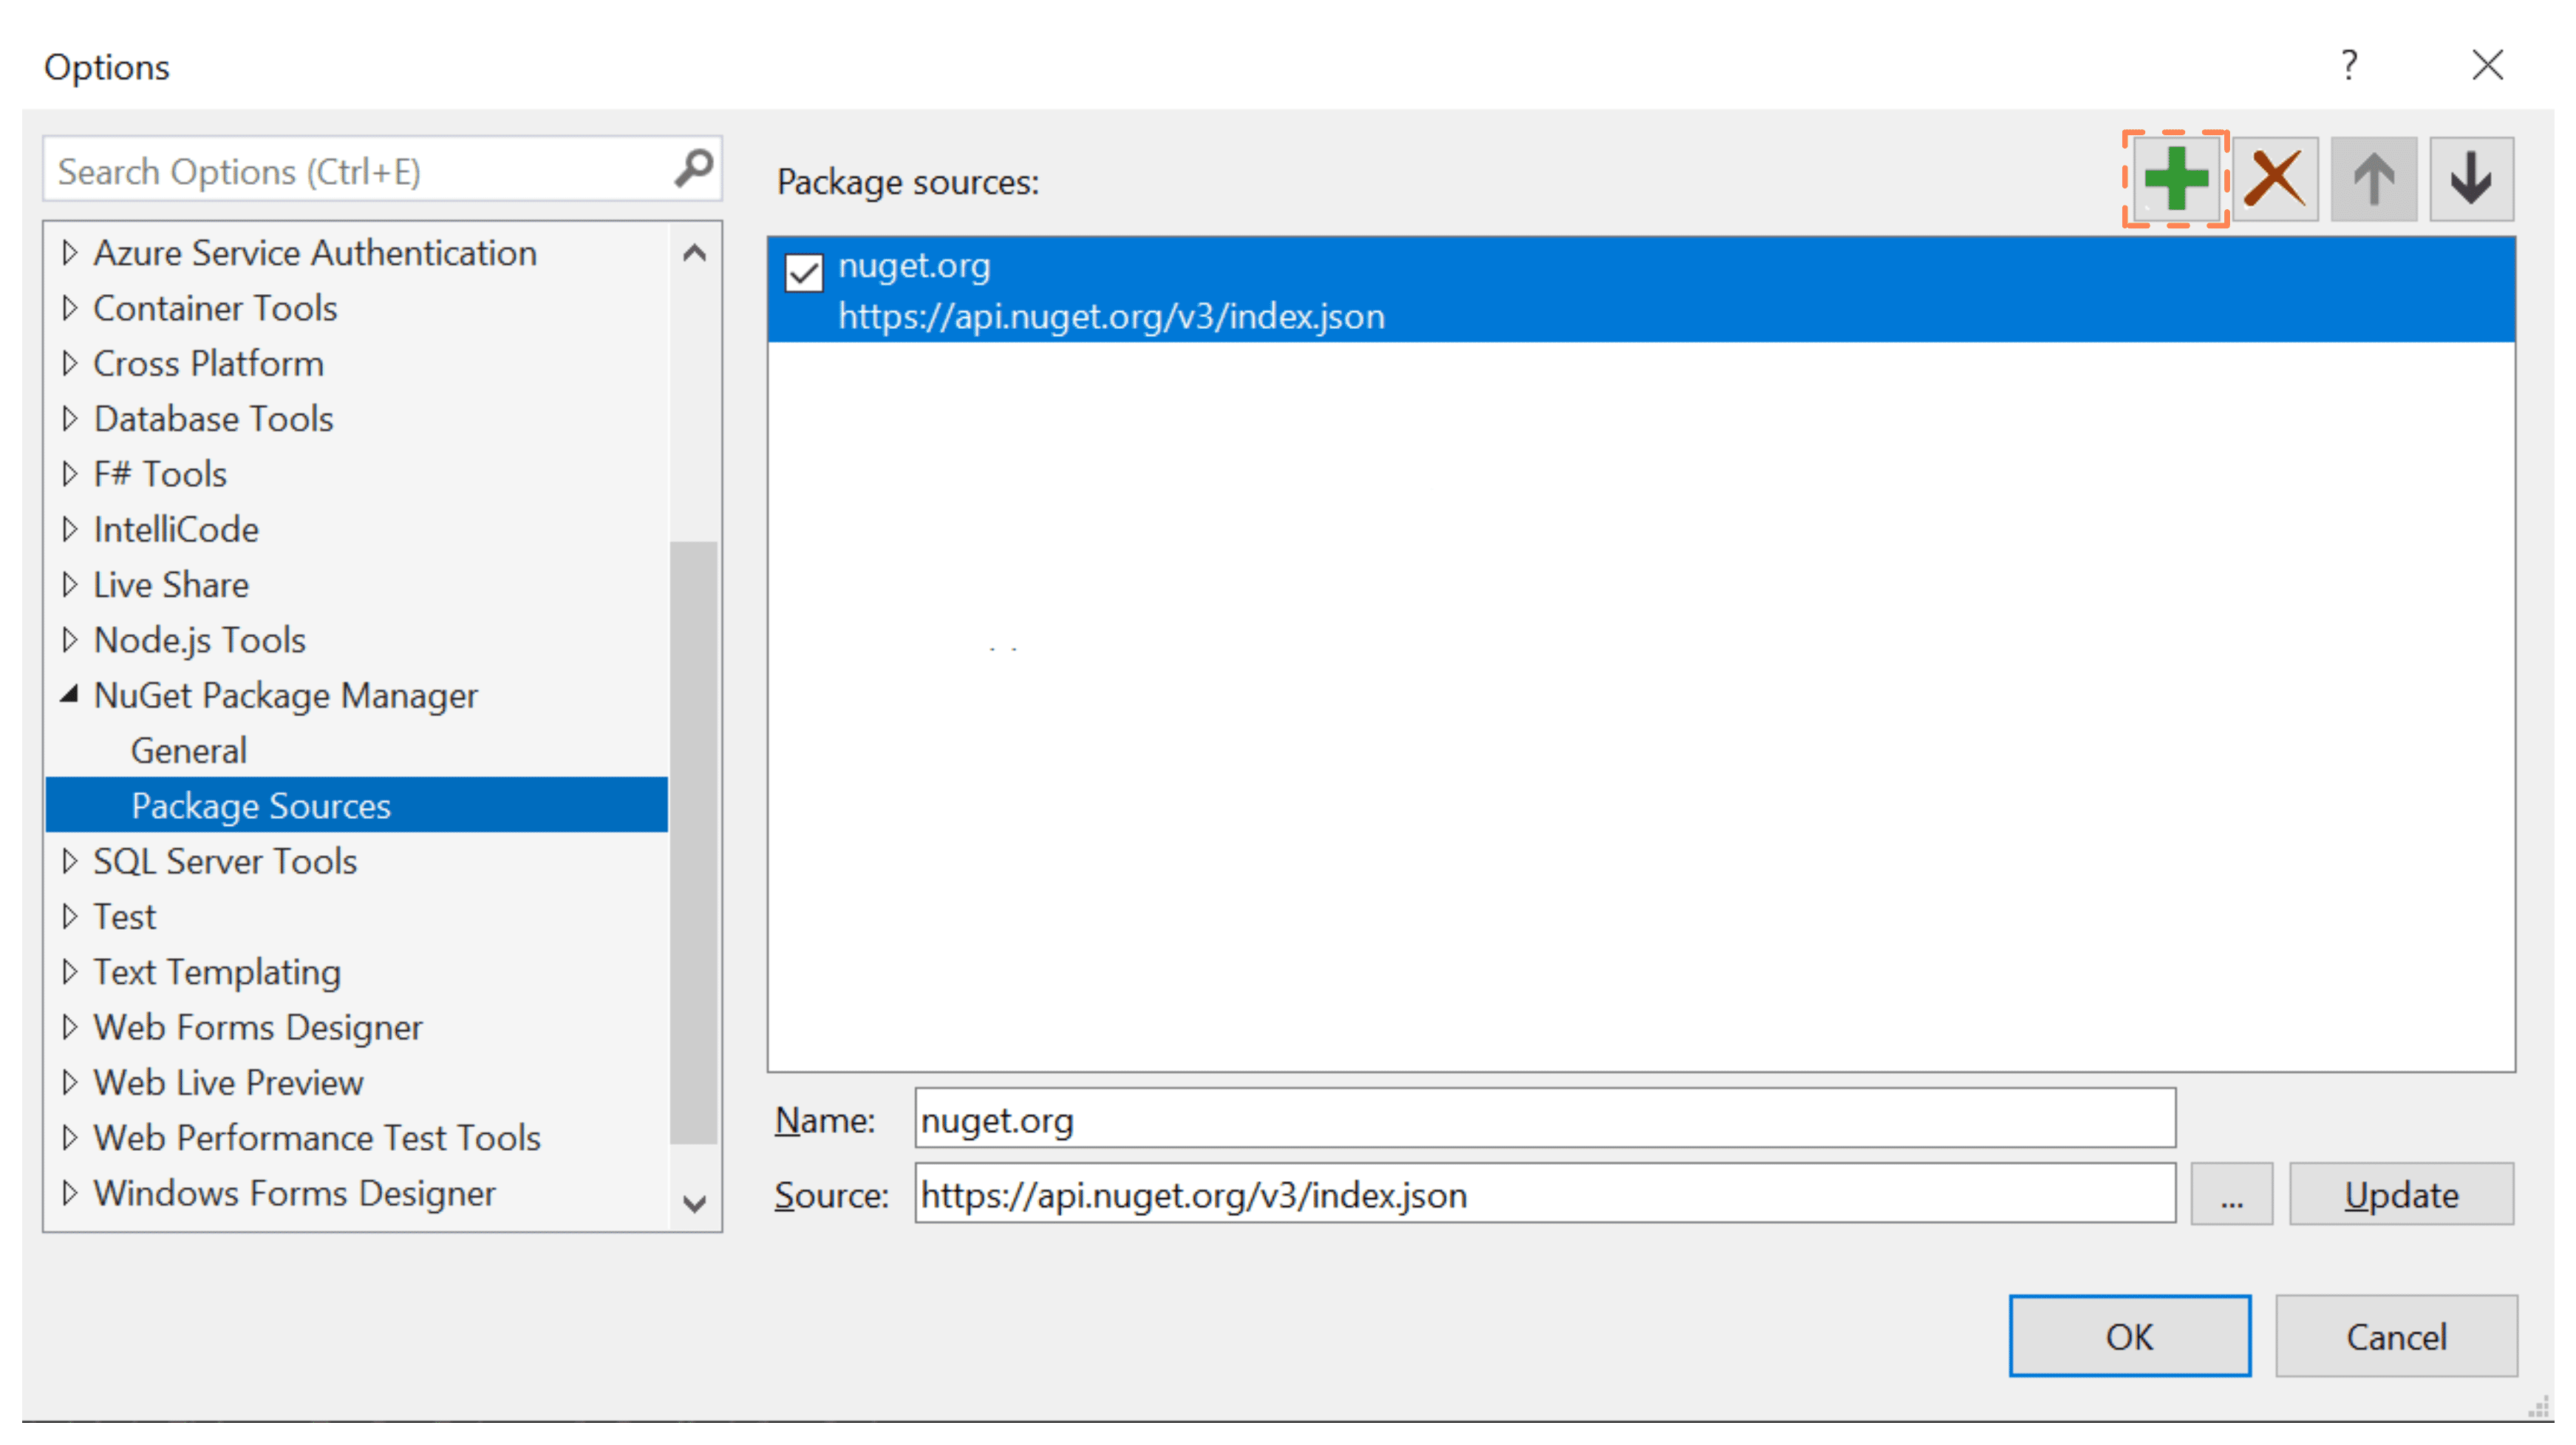 Options
?
Search Options (Ctrl+E)
Azure Service Authentication
Container Tools
Cross Platform
Database Tools
F# Tools
IntelliCode
Live Share
Node.js Tools
NuGet Package Manager
General
Package Sources
SQL Server Tools
Test
Text Templating
Web Forms Designer
Web Live Preview
Web Performance Test Tools
Windows Forms Designer
Package sources:
nuget.org
https://api.nuget.org/v3/index.json
Name: nuget.org
Source: https://api.nuget.org/v3/index.json ... Update
OK Cancel